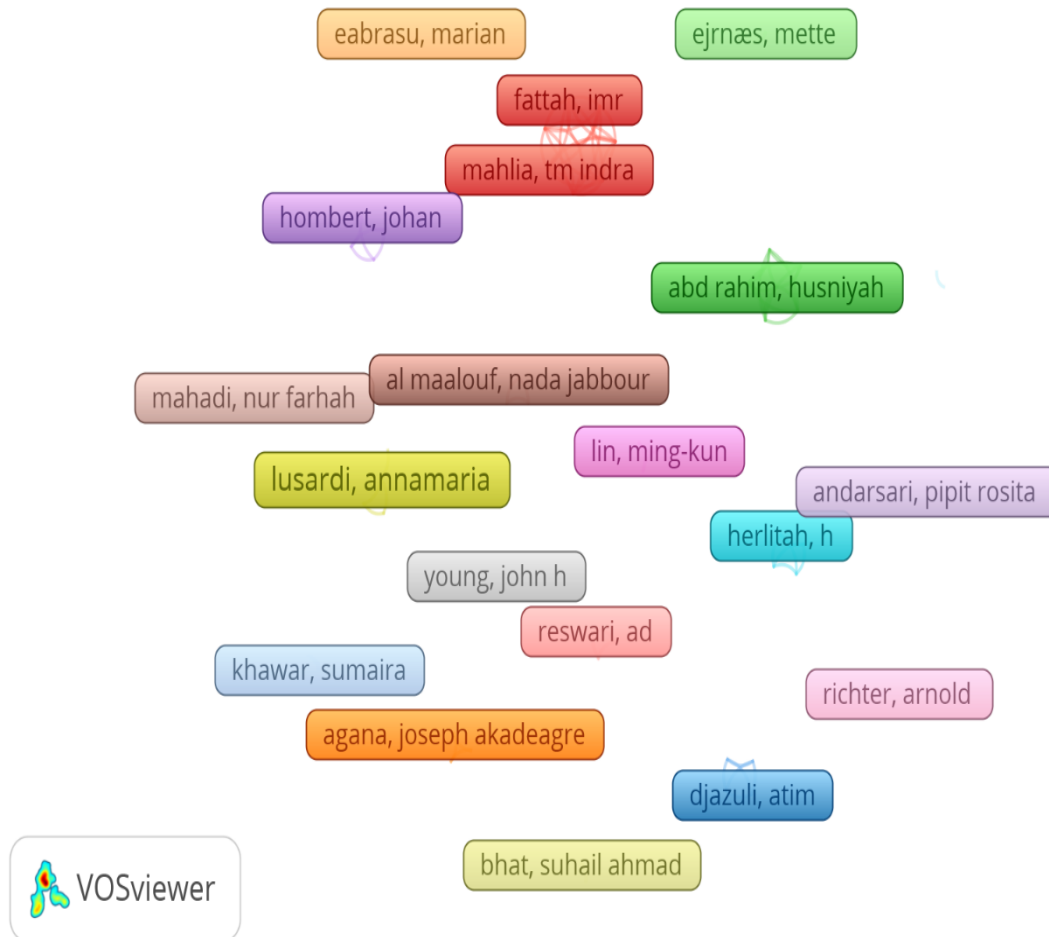 eabrasu, marian
ejrnæs, mette
fattah, imr
mahlia, tm indra
hombert, johan
abd rahim, husniyah
al maalouf, nada jabbour
mahadi, nur farhah
lin, ming-kun
lusardi, annamaria
andarsari, pipit rosita
herlitah, h
young, john h
reswari, ad
khawar, sumaira
richter, arnold
agana, joseph akadeagre
djazuli, atim
bhat, suhail ahmad
VOSviewer